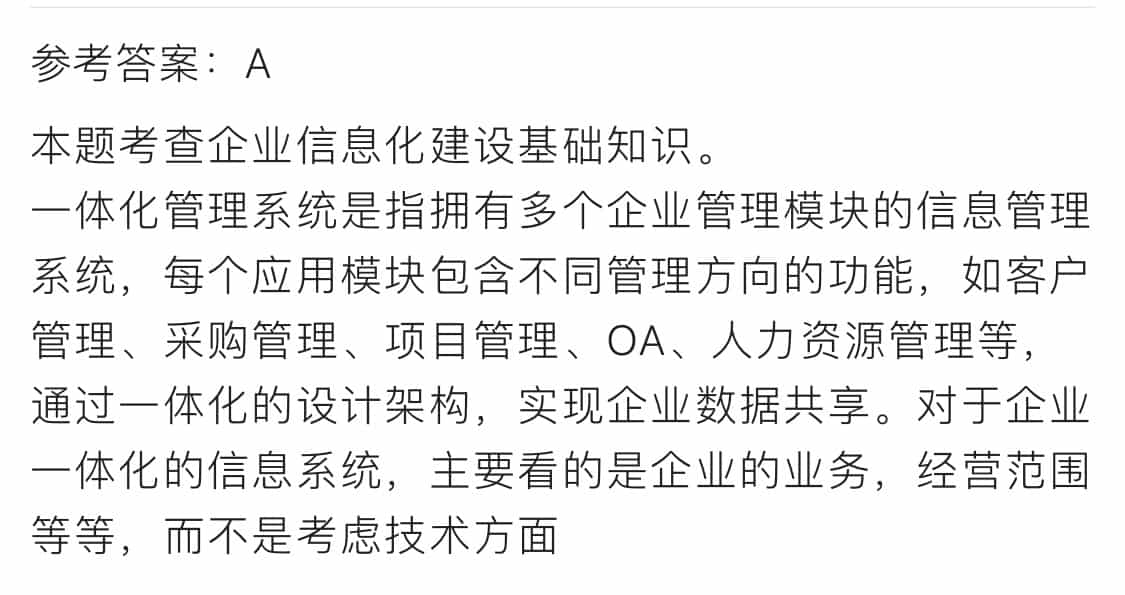 参考答案：A
本题考查企业信息化建设基础知识。
一体化管理系统是指拥有多个企业管理模块的信息管理
系统，每个应用模块包含不同管理方向的功能，如客户
管理、采购管理、项目管理、OA、人力资源管理等，
通过一体化的设计架构，实现企业数据共享。对于企业
一体化的信息系统，主要看的是企业的业务，经营范围
等等，而不是考虑技术方面